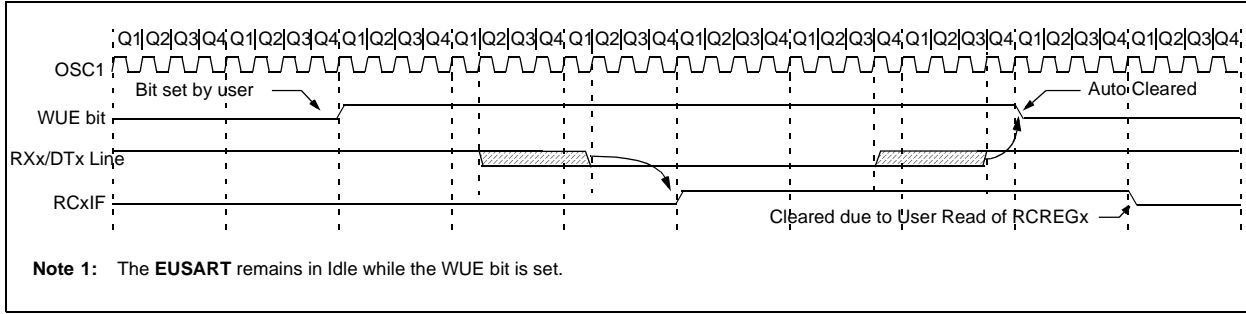 Q1 Q2 Q3 Q4 Q1 Q2 Q3 Q4 Q1 Q2 Q3 Q4 Q1 Q2 Q3 Q4 Q1 Q2 Q3 Q4 Q1 Q2 Q3 Q4 Q1 Q2 Q3 Q4 Q1 Q2 Q3 Q4 Q1 Q2 Q3 Q4 Q1 Q2 Q3 Q4
OSC1
Bit set by user
Auto Cleared
WUE bit
RXx/DTx Line
RCxIF
Cleared due to User Read of RCREGx
Note 1: The EUSART remains in Idle while the WUE bit is set.